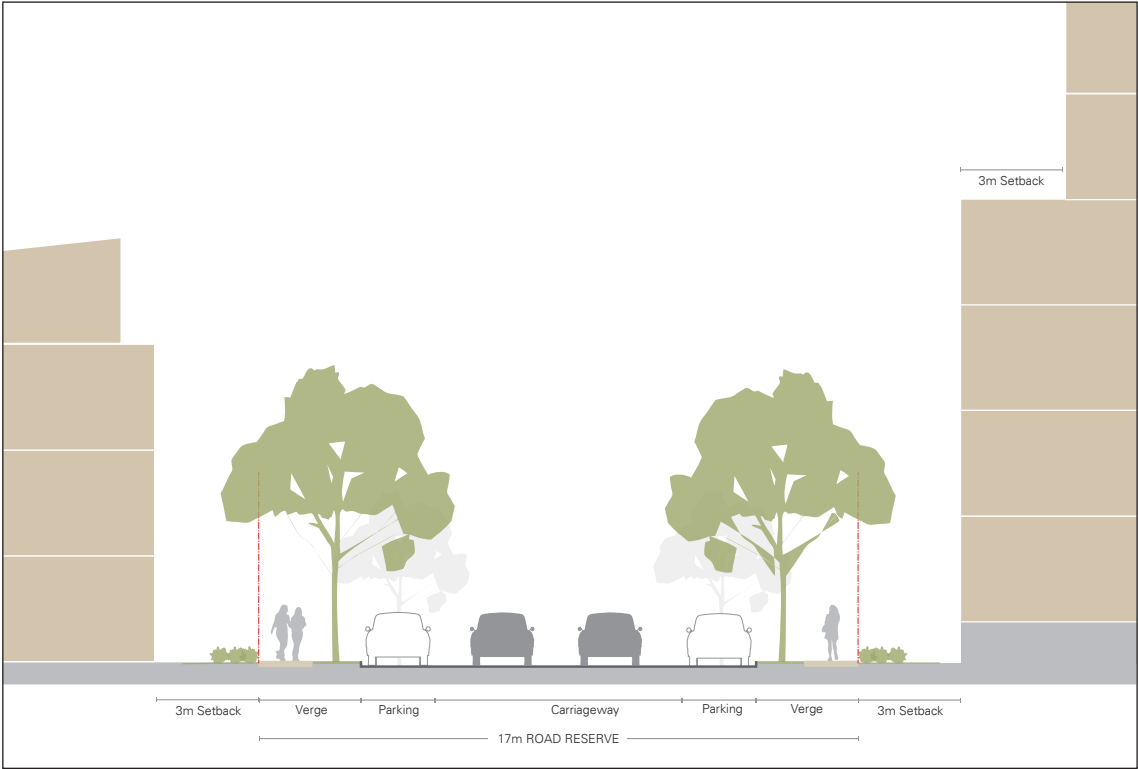 3m Setback
3m Setback
Verge
Parking
Carriageway
Parking
Verge
3m Setback
17m ROAD RESERVE